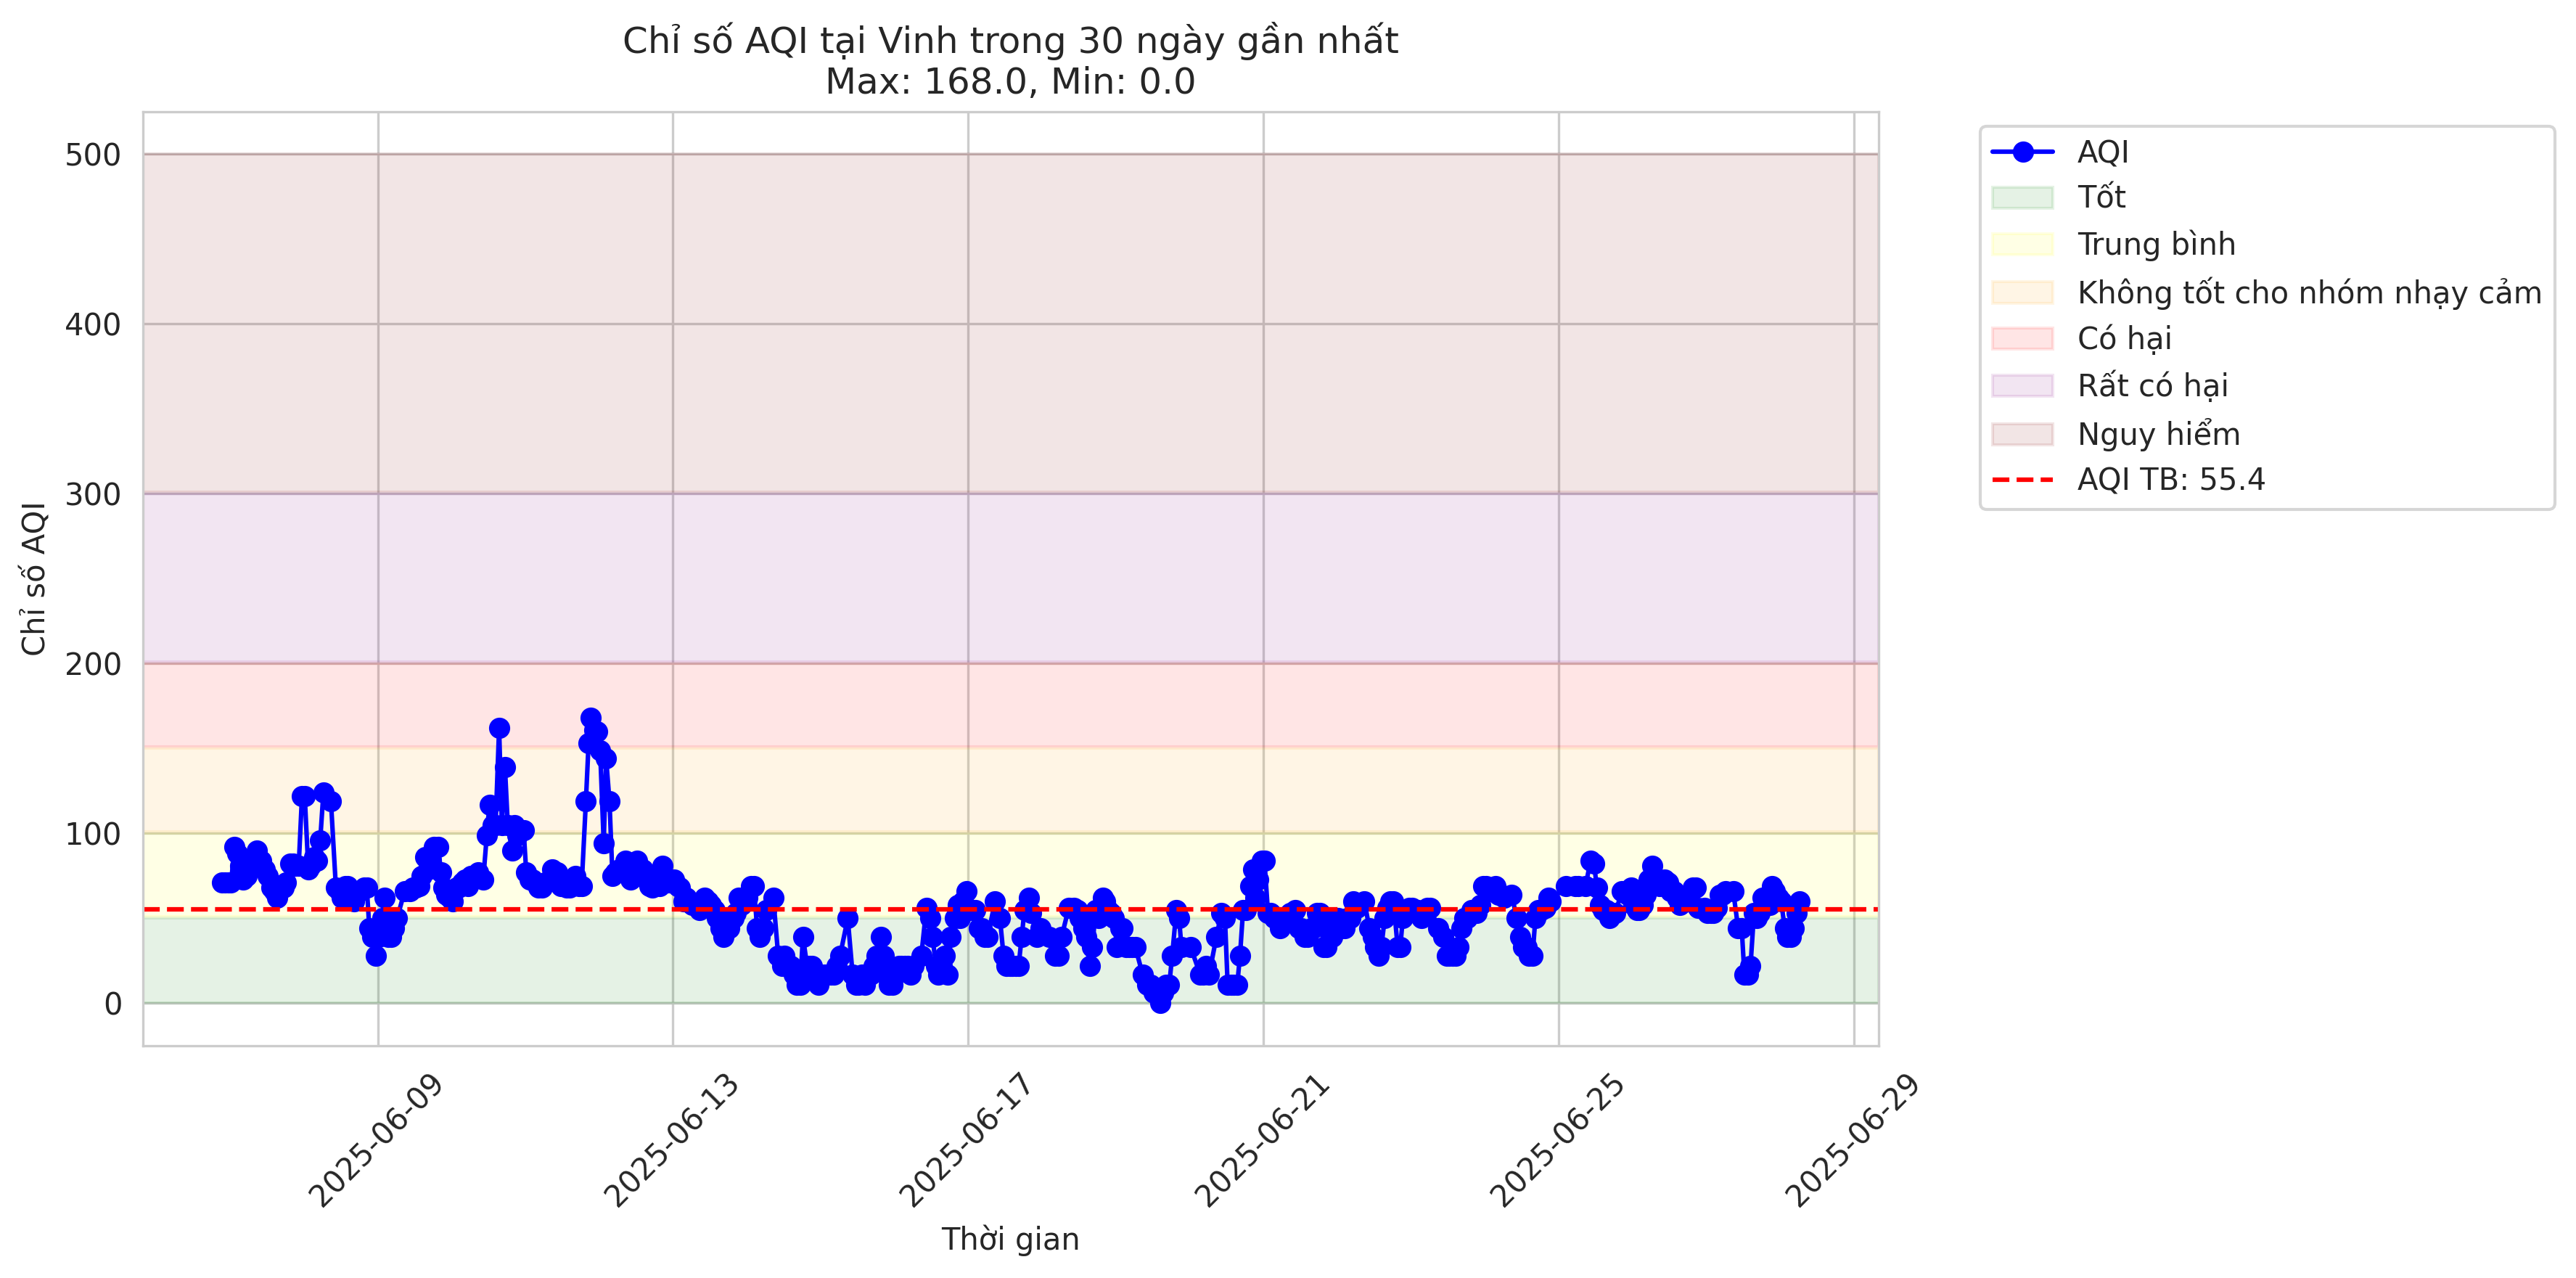 Chỉ số AQI tại Vinh trong 30 ngày gần nhất
Max: 168.0, Min: 0.0
Chỉ số AQI
500
400
300
200
100
0
2025-06-09
2025-06-13
2025-06-17
2025-06-21
2025-06-25
2025-06-29
Thời gian
AQI
Tốt
Trung bình
Không tốt cho nhóm nhạy cảm
Có hại
Rất có hại
Nguy hiểm
AQI TB: 55.4